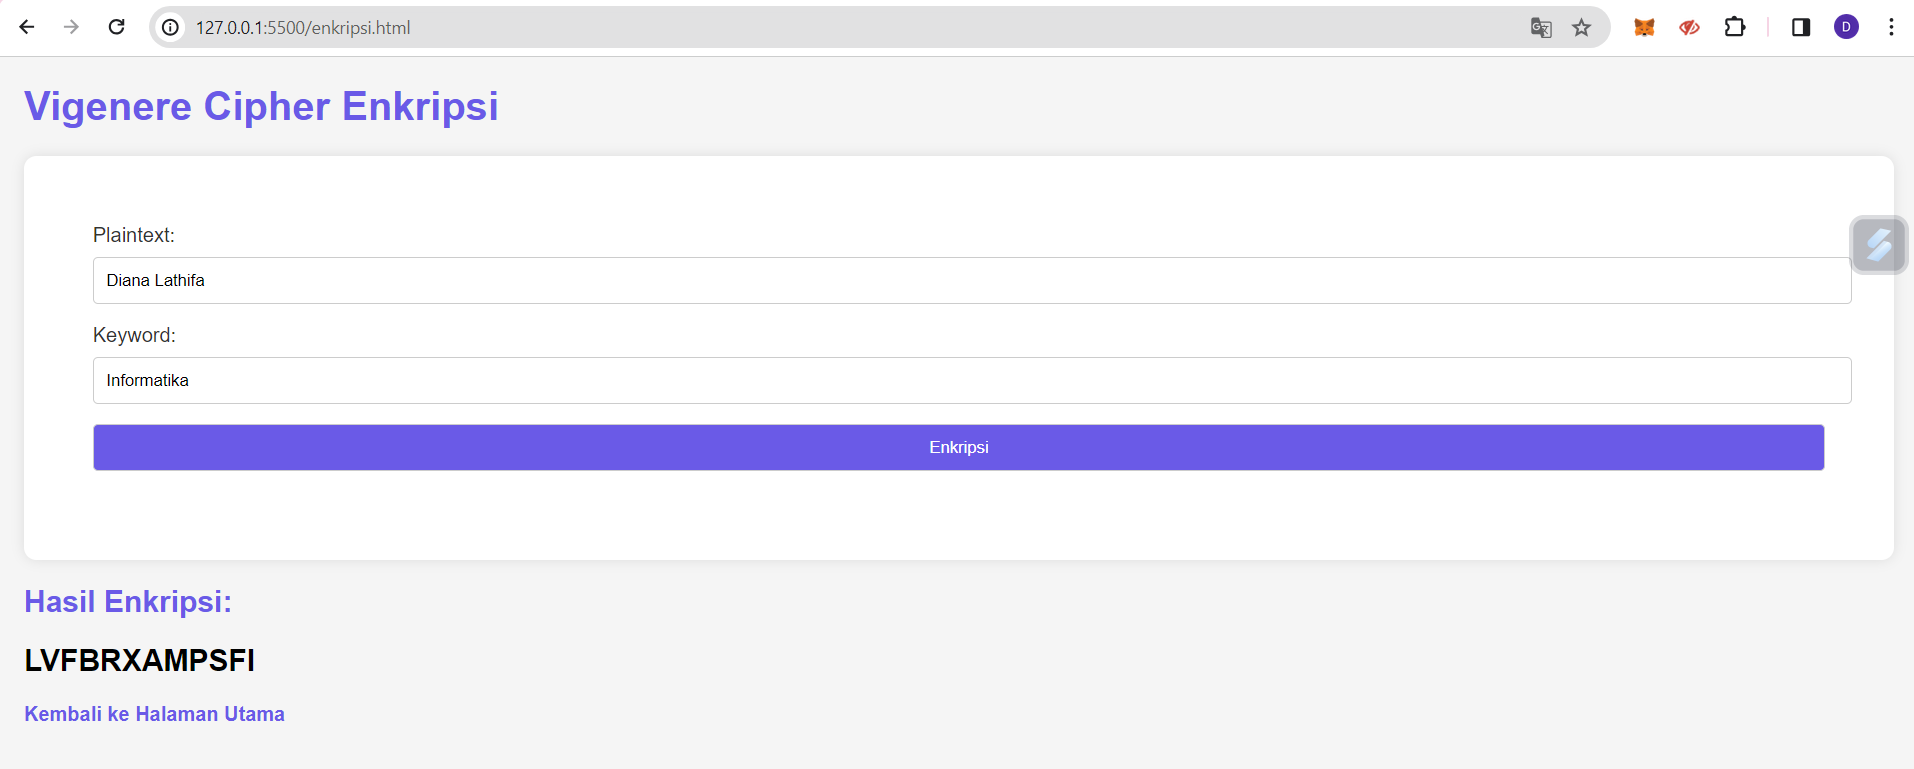 127.0.0.1:5500/enkripsi.html
D
Vigenere Cipher Enkripsi
Plaintext:
Diana Lathifa
Keyword:
Informatika
Enkripsi
Hasil Enkripsi:
LVFBRXAMPSFI
Kembali ke Halaman Utama